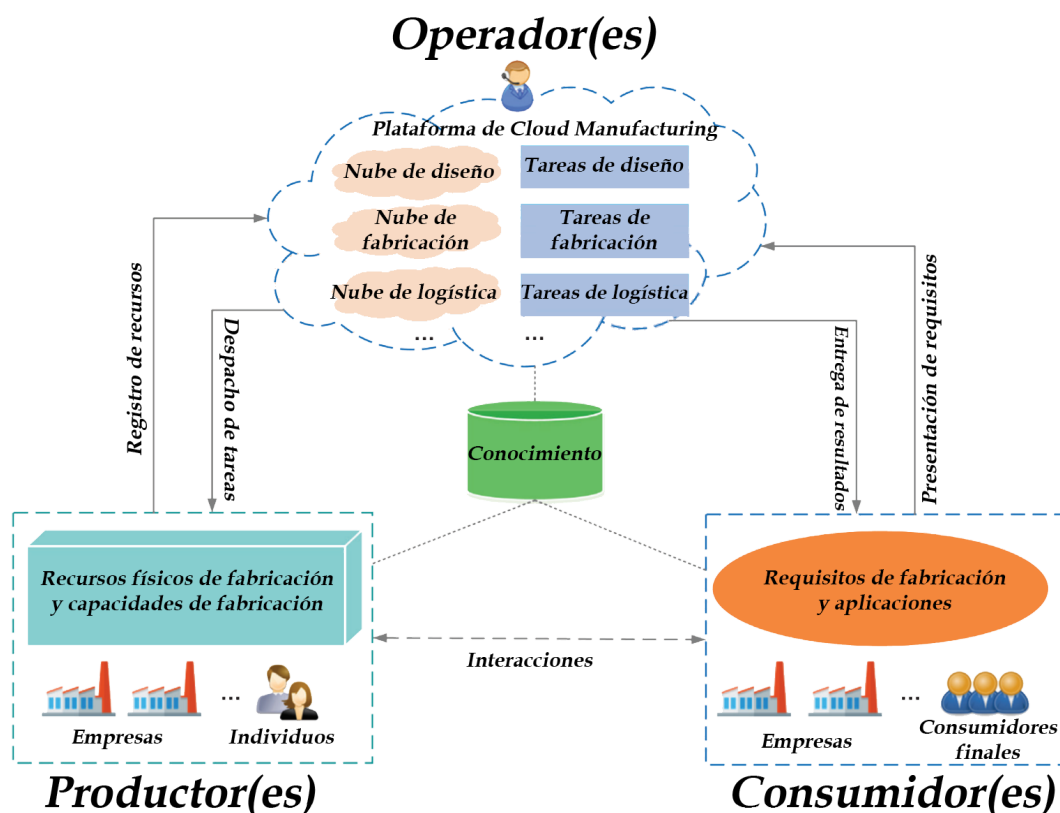 Operador(es)
Plataforma de Cloud Manufacturing
Nube de diseño
Tareas de diseño
Nube de
fabricación
Tareas de
fabricación
Nube de logística
Tareas de logística
...
...
Registro de recursos
Despacho de tareas
Entrega de resultados
Presentación de requisitos
Conocimiento
Recursos físicos de fabricación
y capacidades de fabricación
Requisitos de fabricación
y aplicaciones
Interacciones
...
Empresas
Individuos
...
Empresas
Consumidores
finales
Productor(es)
Consumidor(es)